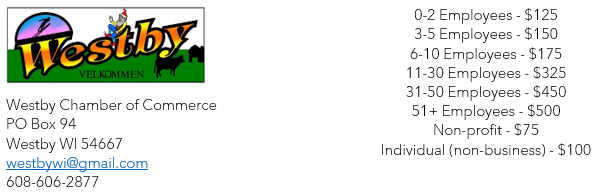 Westby
VELKOMMEN
Westby Chamber of Commerce
PO Box 94
Westby WI 54667
westbywi@gmail.com
608-606-2877
0-2 Employees - $125
3-5 Employees - $150
6-10 Employees - $175
11-30 Employees - $325
31-50 Employees - $450
51+ Employees - $500
Non-profit - $75
Individual (non-business) - $100